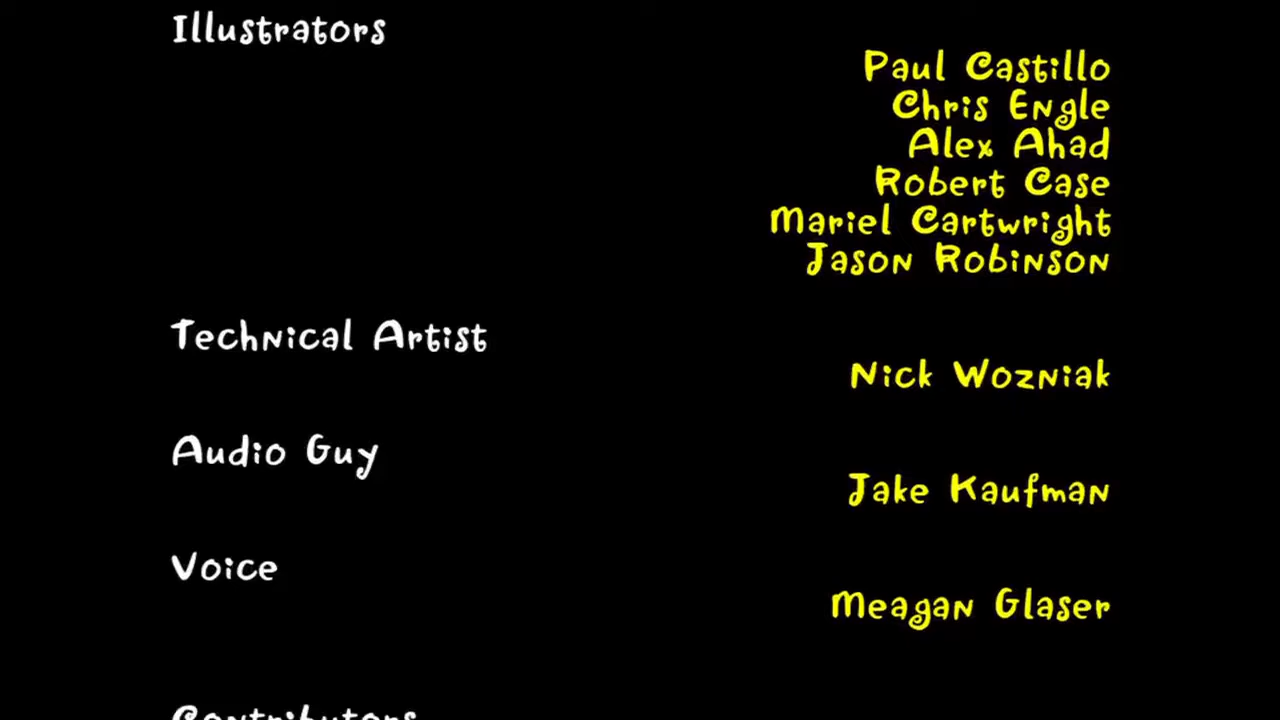 Illustrators
Paul Castillo
Chris Engle
Alex Ahad
Robert Case
Mariel Cartwright
Jason Robinson
Technical Artist
Nick Wozniak
Audio Guy
Jake Kaufman
Voice
Meagan Glaser
Contributors